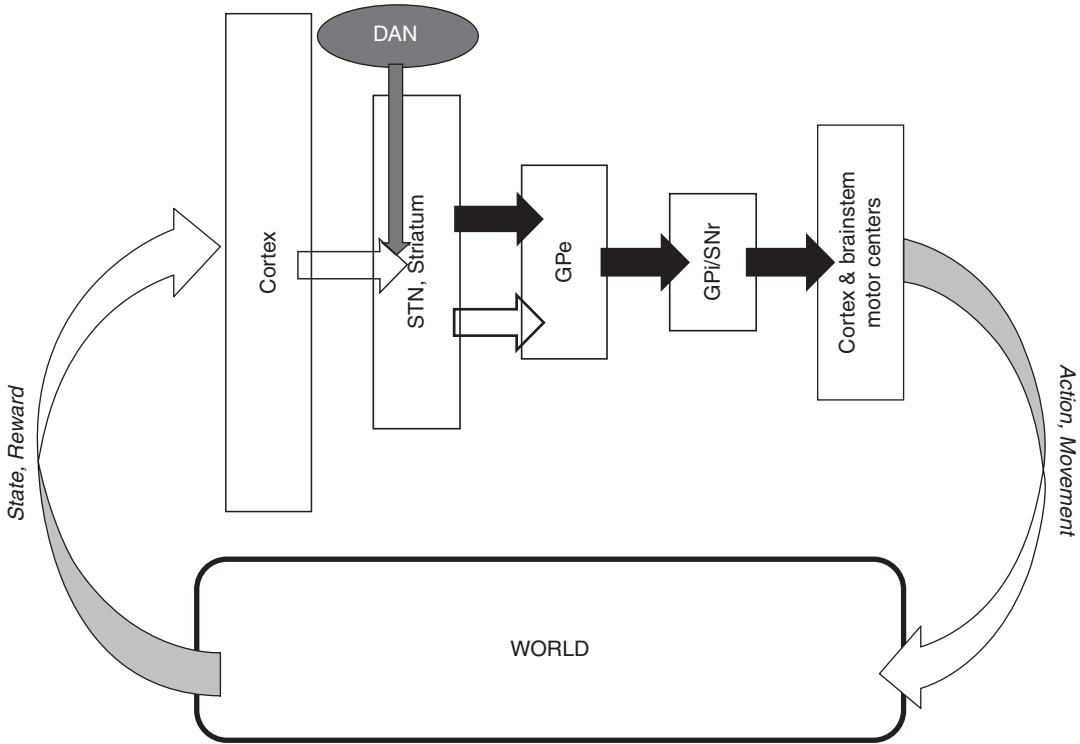 DAN
Cortex
STN, Striatum
GPe
GPi/SNr
Cortex & brainstem
motor centers
State, Reward
Action, Movement
WORLD